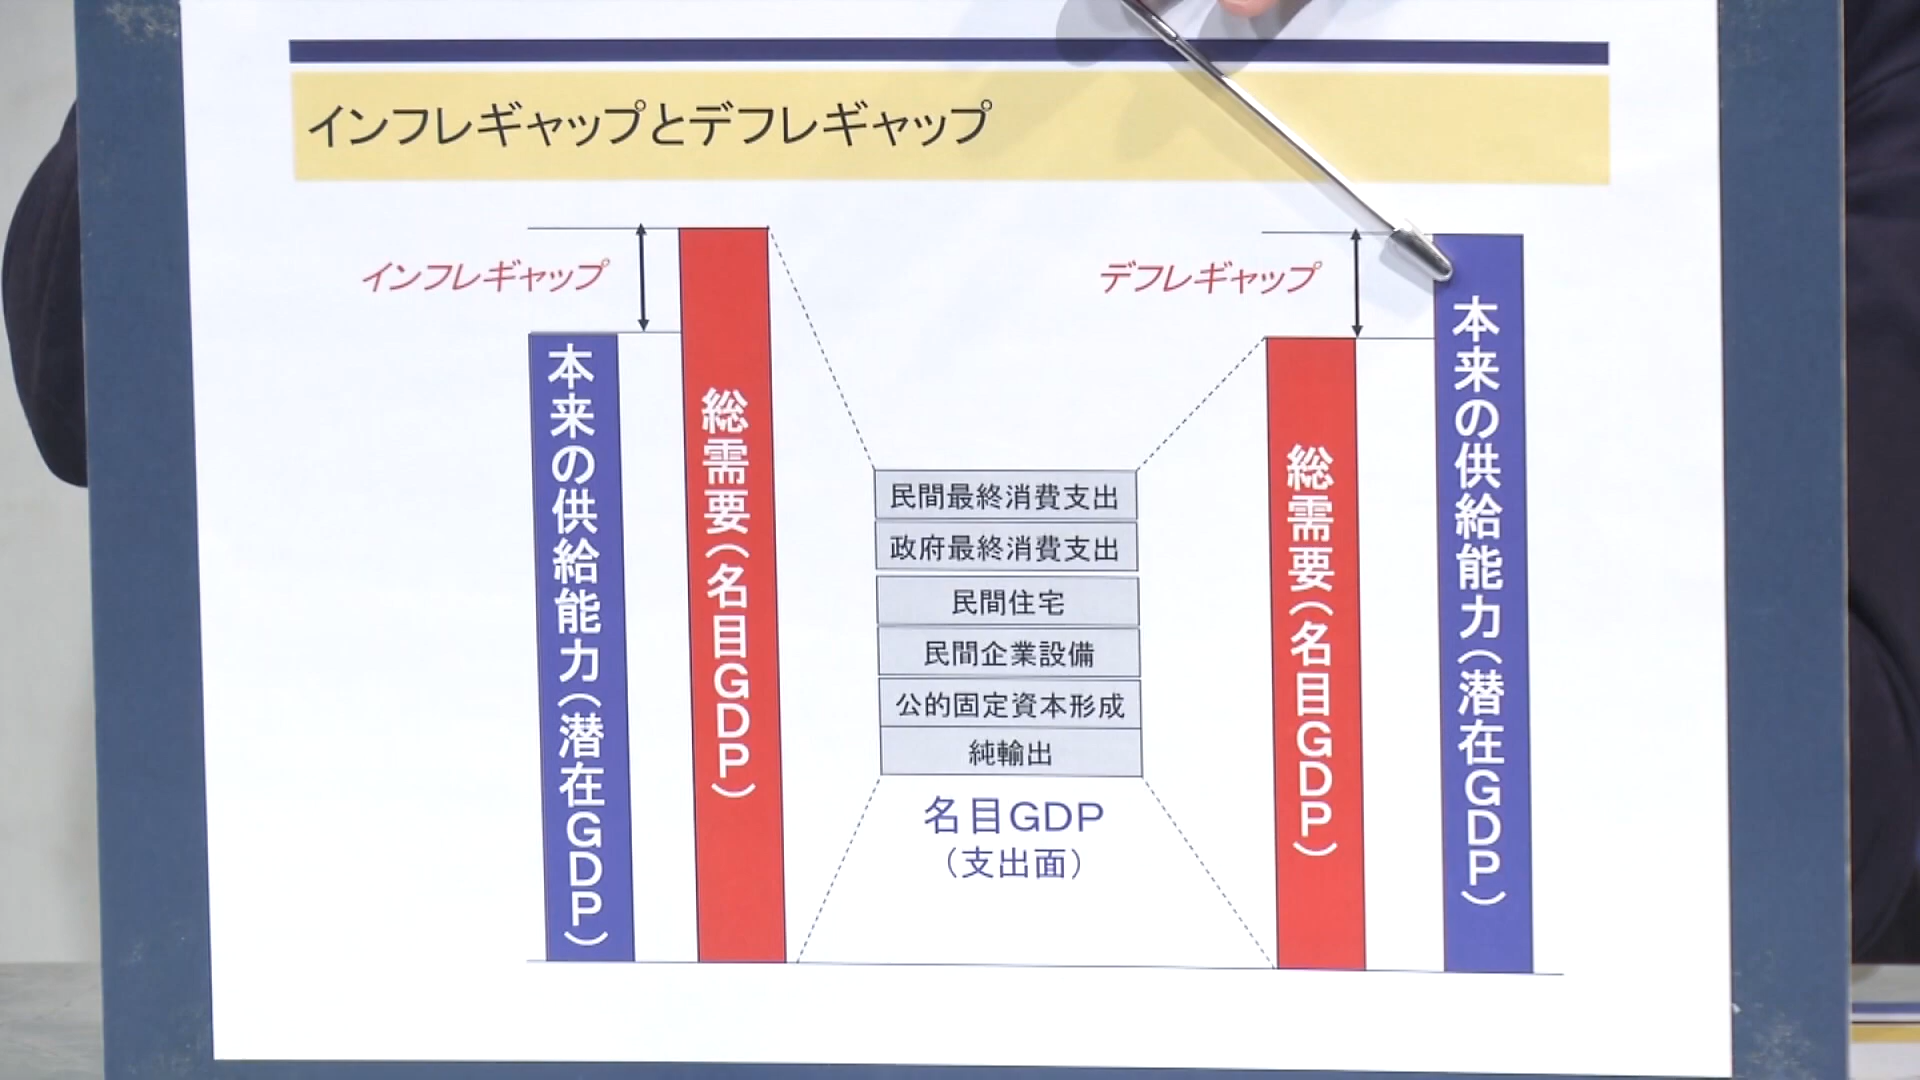 インフレギャップとデフレギャップ
インフレギャップ
本来の供給能力(潜在GDP)
総需要(名目GDP)
民間最終消費支出
政府最終消費支出
民間住宅
民間企業設備
公的固定資本形成
純輸出
名目GDP
(支出面)
デフレギャップ
総需要(名目GDP)
本来の供給能力(潜在GDP)